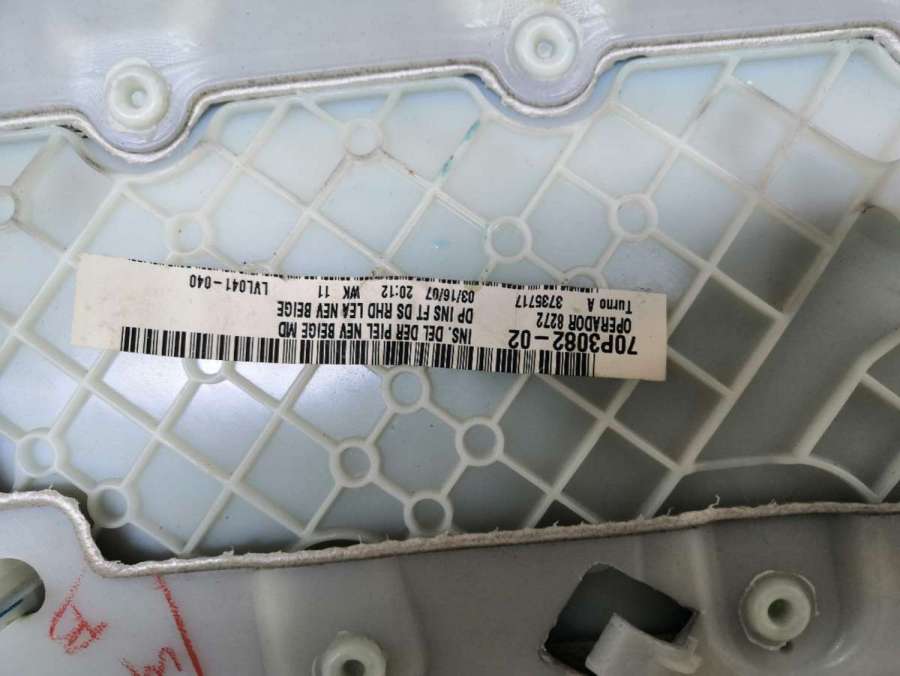 70P3082-02
INS. DEL DER PIEL NEV BEIGE MD
OPERADOR 8272
DP INS FT DS RHD LEA NEV BEIGE
Turno A 3735717
03/16/07 20:12 WK 11
LVL041-040